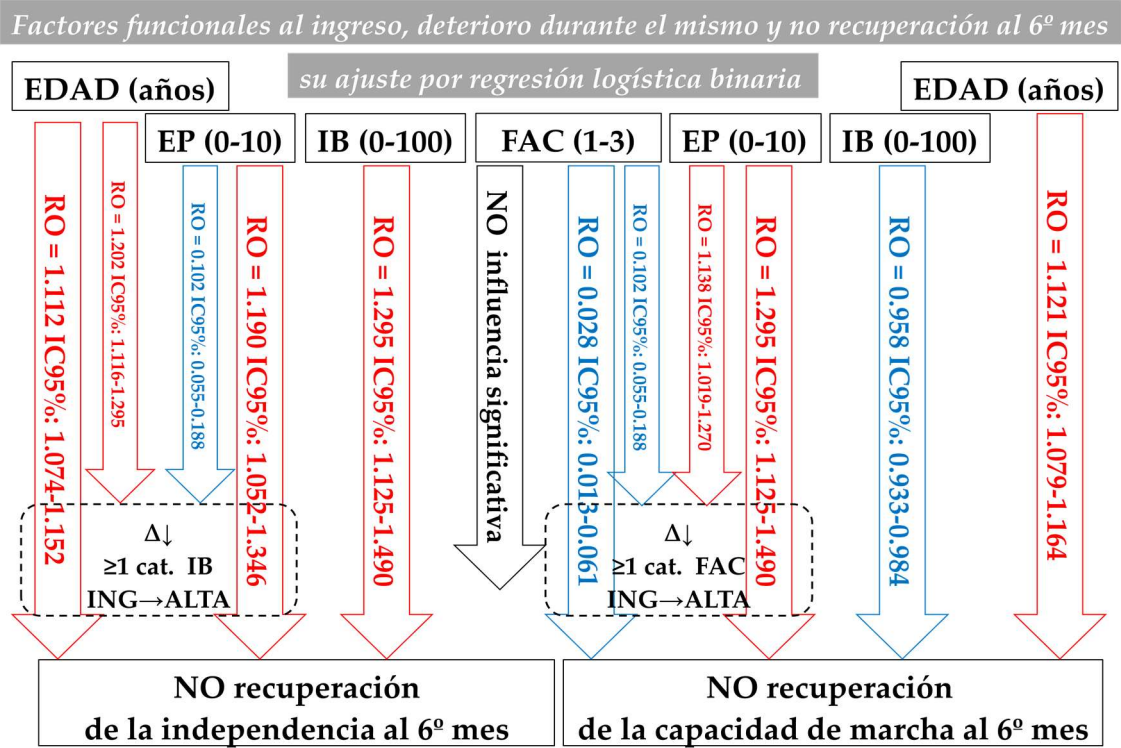 Factores funcionales al ingreso, deterioro durante el mismo y no recuperación al 6º mes
su ajuste por regresión logística binaria
EDAD (años)
EP (0-10)
IB (0-100)
FAC (1-3)
EP (0-10)
IB (0-100)
EDAD (años)
RO = 1.112 IC95%: 1.074-1.152
RO = 1.202 IC95%: 1.116-1.295
RO = 0.102 IC95%: 0.055-0.188
RO = 1.190 IC95%: 1.052-1.346
RO = 1.295 IC95%: 1.125-1.490
NO influencia significativa
RO = 0.028 IC95%: 0.013-0.061
RO = 0.102 IC95%: 0.055-0.188
RO = 1.138 IC95%: 1.019-1.270
RO = 1.295 IC95%: 1.125-1.490
RO = 0.958 IC95%: 0.933-0.984
RO = 1.121 IC95%: 1.079-1.164
Δ↓
≥1 cat. IB
ING→ALTA
Δ↓
≥1 cat. FAC
ING→ALTA
NO recuperación
de la independencia al 6º mes
NO recuperación
de la capacidad de marcha al 6º mes